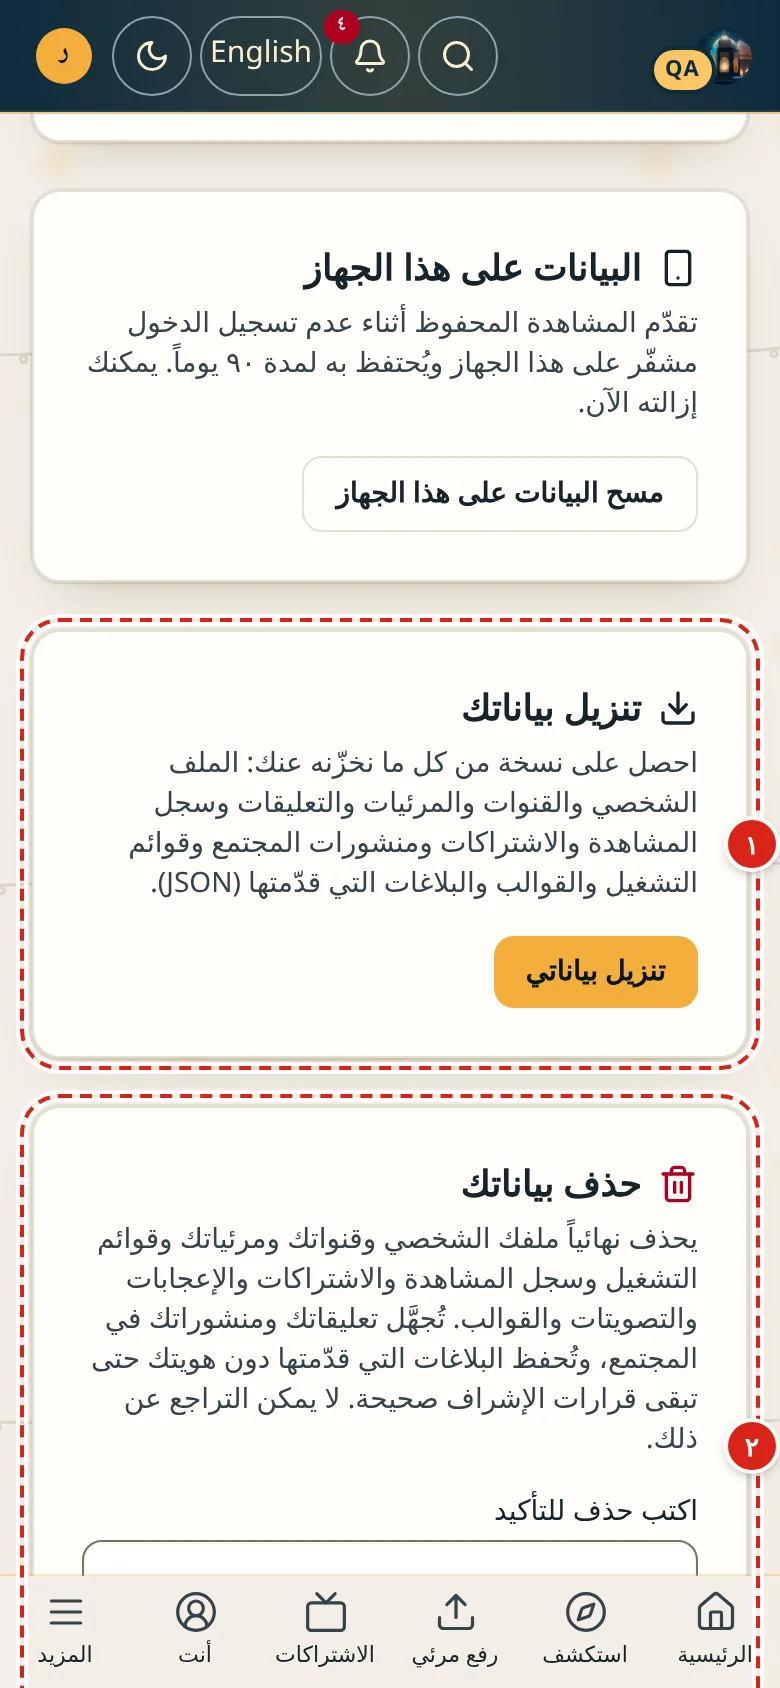 QA
٤
English
ر
البيانات على هذا الجهاز
تقدّم المشاهدة المحفوظ أثناء عدم تسجيل الدخول
مشفّر على هذا الجهاز ويُحتفظ به لمدة ٩٠ يوماً. يمكنك
إزالته الآن.
مسح البيانات على هذا الجهاز
تنزيل بياناتك
احصل على نسخة من كل ما نخزّنه عنك: الملف
الشخصي والقنوات والمرئيات والتعليقات وسجل
المشاهدة والاشتراكات ومنشورات المجتمع وقوائم
التشغيل والقوالب والبلاغات التي قدّمتها (JSON).
١
تنزيل بياناتي
حذف بياناتك
يحذف نهائياً ملفك الشخصي وقنواتك ومرئياتك وقوائم
التشغيل وسجل المشاهدة والاشتراكات والإعجابات
والتصويتات والقوالب. تُجهَّل تعليقاتك ومنشوراتك في
المجتمع، وتُحفظ البلاغات التي قدّمتها دون هويتك حتى
تبقى قرارات الإشراف صحيحة. لا يمكن التراجع عن
ذلك.
٢
اكتب حذف للتأكيد
الرئيسية
استكشف
رفع مرئي
الاشتراكات
أنت
المزيد